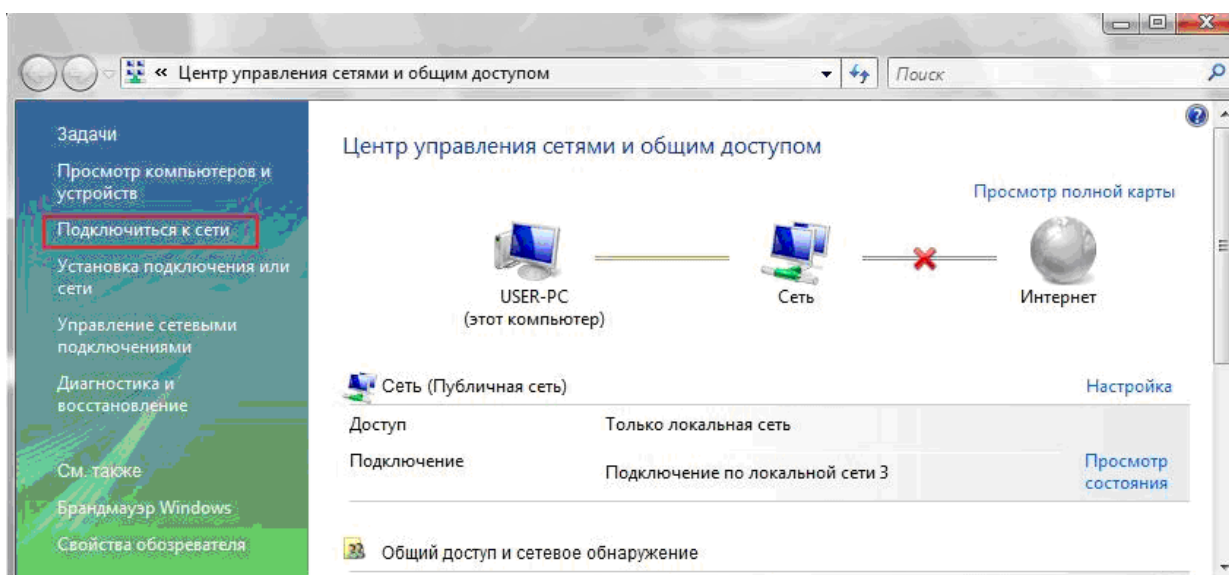 « Центр управления сетями и общим доступом
Поиск
Задачи
Просмотр компьютеров и
устройств
Подключиться к сети
Установка подключения или
сети
Управление сетевыми
подключениями
Диагностика и
восстановление
См. также
Брандмауэр Windows
Свойства обозревателя
Центр управления сетями и общим доступом
Просмотр полной карты
USER-PC
(этот компьютер)
Сеть
Интернет
Сеть (Публичная сеть)
Настройка
Доступ
Только локальная сеть
Подключение
Подключение по локальной сети 3
Просмотр
состояния
Общий доступ и сетевое обнаружение